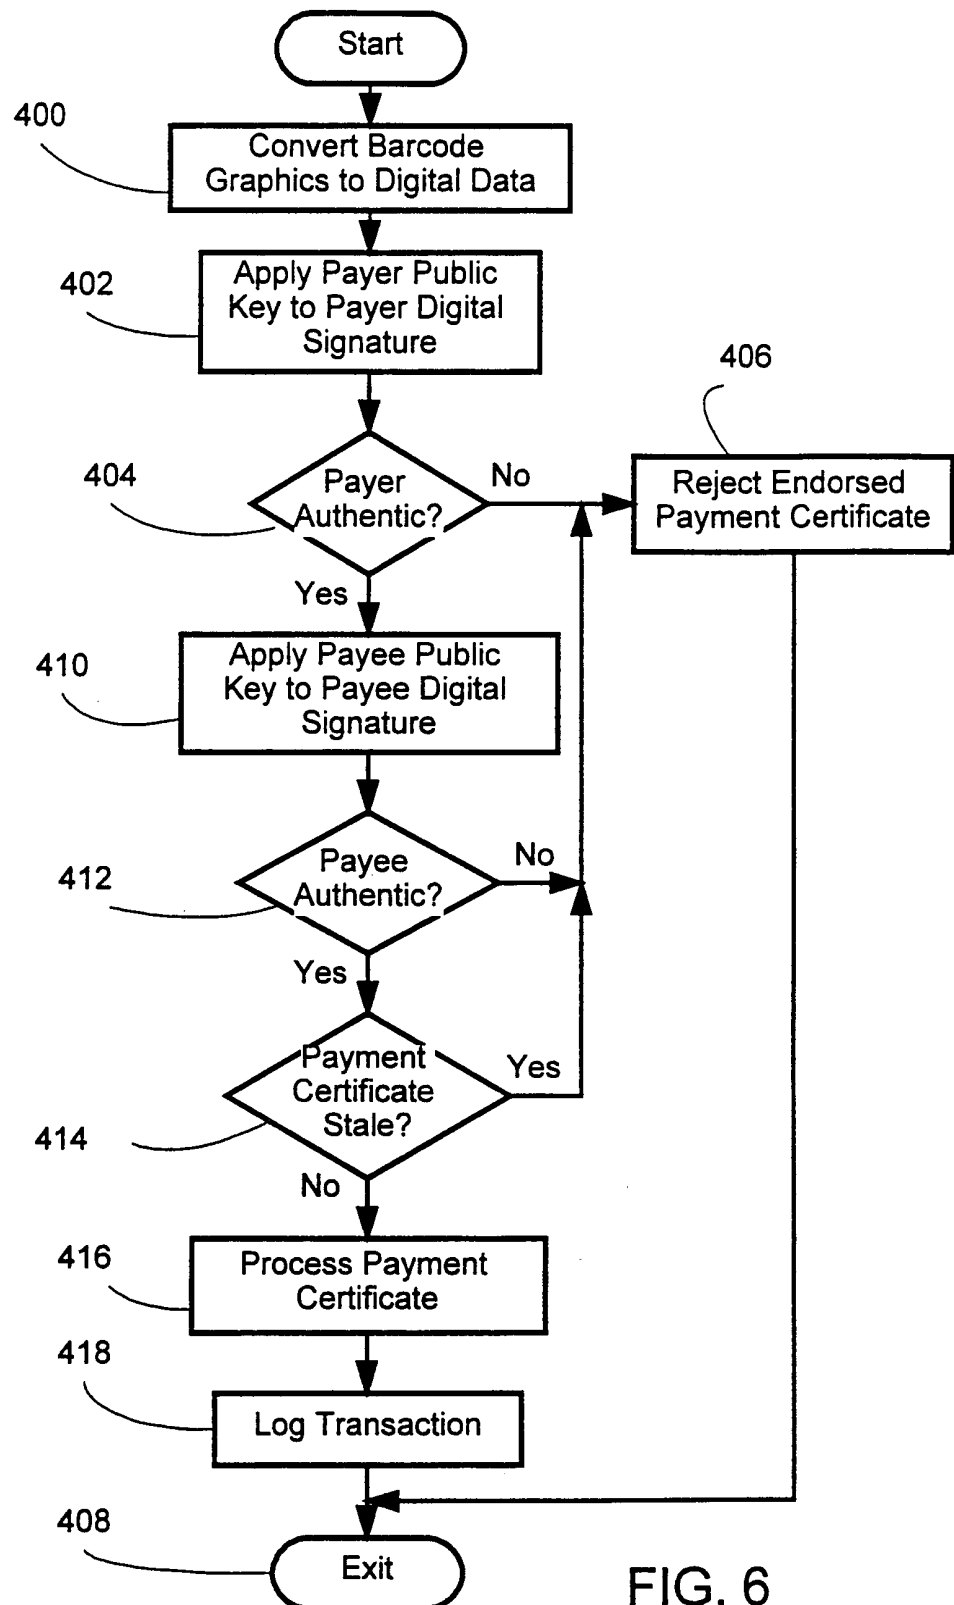 Start
400
Convert Barcode
Graphics to Digital Data
402
Apply Payer Public
Key to Payer Digital
Signature
406
404
Payer
Authentic?
No
Reject Endorsed
Payment Certificate
Yes
410
Apply Payee Public
Key to Payee Digital
Signature
412
Payee
Authentic?
No
Yes
414
Payment
Certificate
Stale?
Yes
No
416
Process Payment
Certificate
418
Log Transaction
408
Exit
FIG. 6